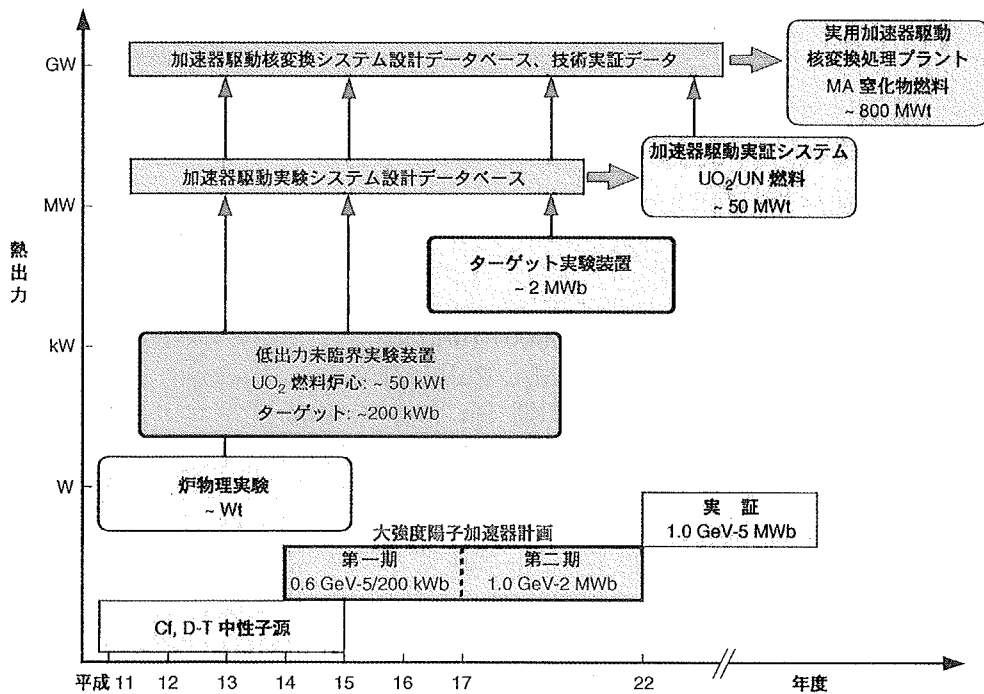 GW
加速器駆動核変換システム設計データベース、技術実証データ
実用加速器駆動
核変換処理プラント
MA 窒化物燃料
~ 800 MWt
MW
加速器駆動実験システム設計データベース
加速器駆動実証システム
UO2/UN 燃料
~ 50 MWt
熱出力
ターゲット実験装置
~ 2 MWb
kW
低出力未臨界実験装置
UO2 燃料炉心: ~ 50 kWt
ターゲット: ~200 kWb
W
炉物理実験
~ Wt
実 証
1.0 GeV-5 MWb
大強度陽子加速器計画
第一期
0.6 GeV-5/200 kWb
第二期
1.0 GeV-2 MWb
Cf, D-T 中性子源
平成 11 12 13 14 15 16 17 22 年度